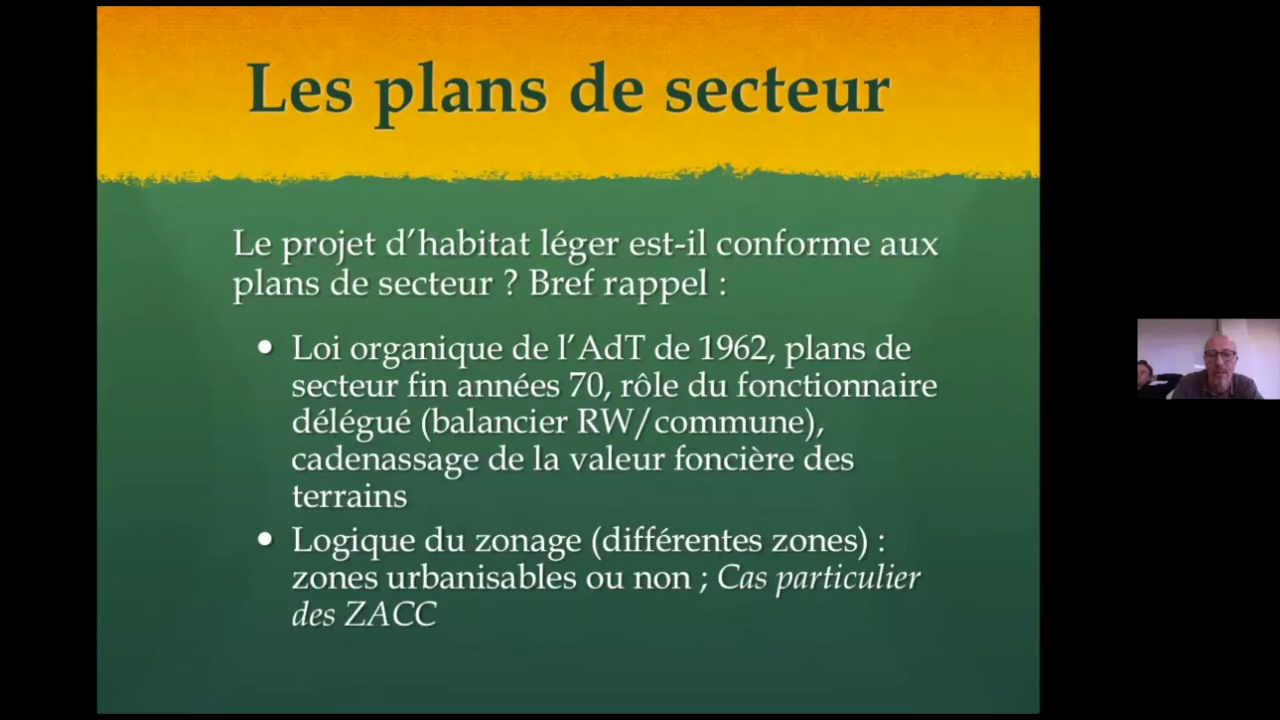 Les plans de secteur
Le projet d’habitat léger est-il conforme aux
plans de secteur ? Bref rappel :
• Loi organique de l’AdT de 1962, plans de
secteur fin années 70, rôle du fonctionnaire
délégué (balancier RW/commune),
cadenassage de la valeur foncière des
terrains
• Logique du zonage (différentes zones) :
zones urbanisables ou non ; Cas particulier
des ZACC